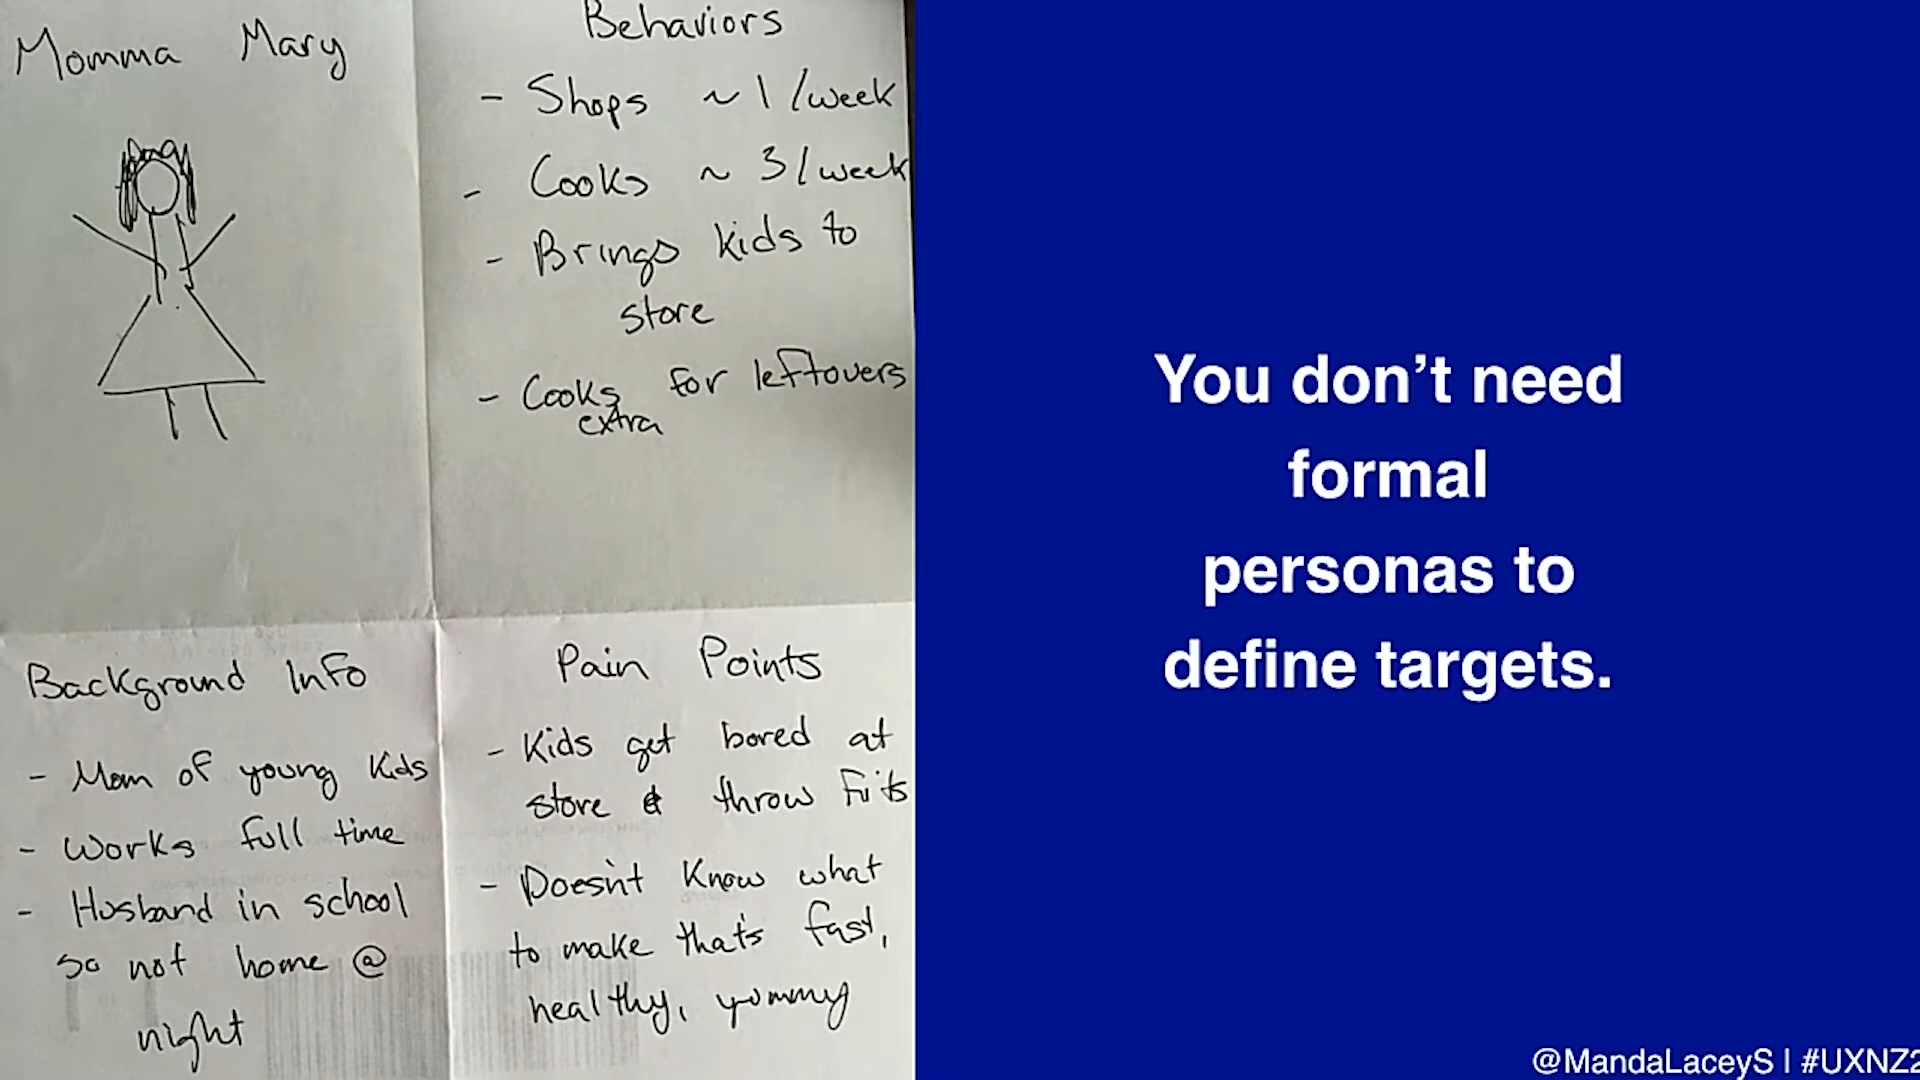 Momma Mary
Behaviors
- Shops ~ 1/week
- Cooks ~ 3/week
- Brings kids to
store
- Cooks for leftovers
extra
Background Info
- Mom of young kids
- Works full time
- Husband in school
so not home @
night
Pain Points
- Kids get bored at
store & throw fits
- Doesn't know what
to make that's fast,
healthy, yummy
You don’t need
formal
personas to
define targets.
@MandaLaceyS | #UXNZ2